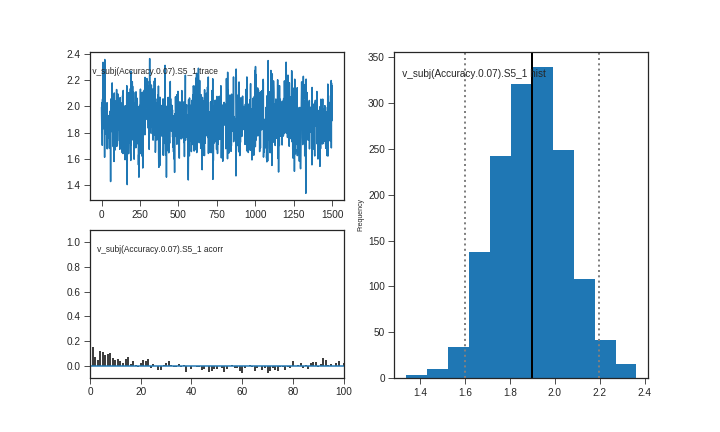 v_subj(Accuracy.0.07).S5_1 trace
2.4
2.2
2.0
1.8
1.6
1.4
0 250 500 750 1000 1250 1500
v_subj(Accuracy.0.07).S5_1 acorr
1.0
0.8
0.6
0.4
0.2
0.0
0 20 40 60 80 100
v_subj(Accuracy.0.07).S5_1 hist
Frequency
350
300
250
200
150
100
50
0
1.4 1.6 1.8 2.0 2.2 2.4